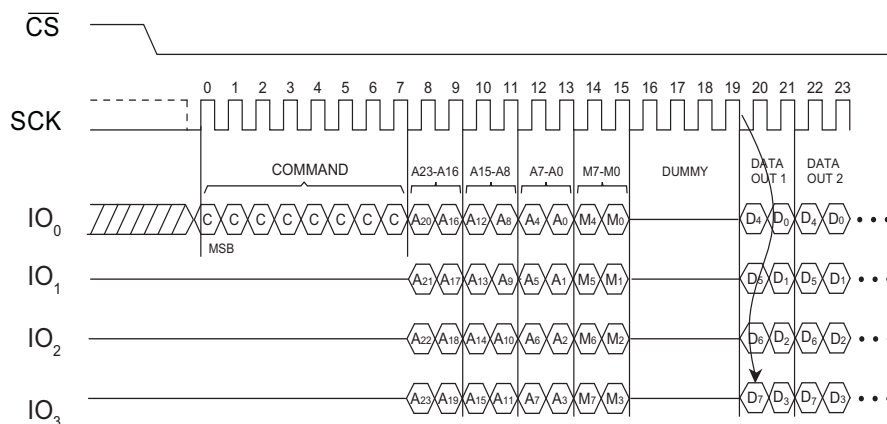 CS
0 1 2 3 4 5 6 7 8 9 10 11 12 13 14 15 16 17 18 19 20 21 22 23
SCK
COMMAND A23-A16 A15-A8 A7-A0 M7-M0 DUMMY DATA OUT 1 DATA OUT 2
IO0 C C C C C C C C A20 A16 A12 A8 A4 A0 M4 M0 D4 D0 D4 D0 • • •
MSB
IO1 A21 A17 A13 A9 A5 A1 M5 M1 D5 D1 D5 D1 • • •
IO2 A22 A18 A14 A10 A6 A2 M6 M2 D6 D2 D6 D2 • • •
IO3 A23 A19 A15 A11 A7 A3 M7 M3 D7 D3 D7 D3 • • •